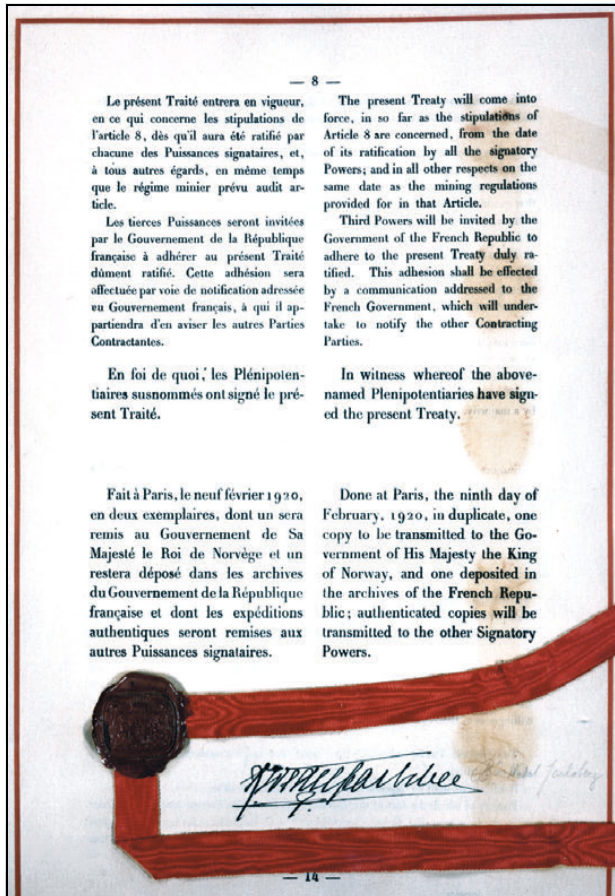 — 8 —
Le présent Traité entrera en vigueur,
en ce qui concerne les stipulations de
l'article 8, dès qu'il aura été ratifié par
chacune des Puissances signataires, et,
à tous autres égards, en même temps
que le régime minier prévu audit ar-
ticle.
Les tierces Puissances seront invitées
par le Gouvernement de la République
française à adhérer au présent Traité
dûment ratifié. Cette adhésion sera
affectuée par voie de notification adressée
au Gouvernement français, à qui il ap-
partiendra d'en aviser les autres Parties
Contractantes.
En foi de quoi, les Plénipoten-
tiaires susnommés ont signé le pré-
sent Traité.
Fait à Paris, le neuf février 1920,
en deux exemplaires, dont un sera
remis au Gouvernement de Sa
Majesté le Roi de Norvège et un
restera déposé dans les archives
du Gouvernement de la République
française et dont les expéditions
authentiques seront remises aux
autres Puissances signataires.
The present Treaty will come into
force, in so far as the stipulations of
Article 8 are concerned, from the date
of its ratification by all the signatory
Powers; and in all other respects on the
same date as the mining regulations
provided for in that Article.
Third Powers will be invited by the
Government of the French Republic to
adhere to the present Treaty duly ra-
tified. This adhesion shall be effected
by a communication addressed to the
French Government, which will under-
take to notify the other Contracting
Parties.
In witness whereof the above-
named Plenipotentiaries have sign-
ed the present Treaty.
Done at Paris, the ninth day of
February, 1920, in duplicate, one
copy to be transmitted to the Go-
vernment of His Majesty the King
of Norway, and one deposited in
the archives of the French Repu-
blic; authenticated copies will be
transmitted to the other Signatory
Powers.
— 14 —